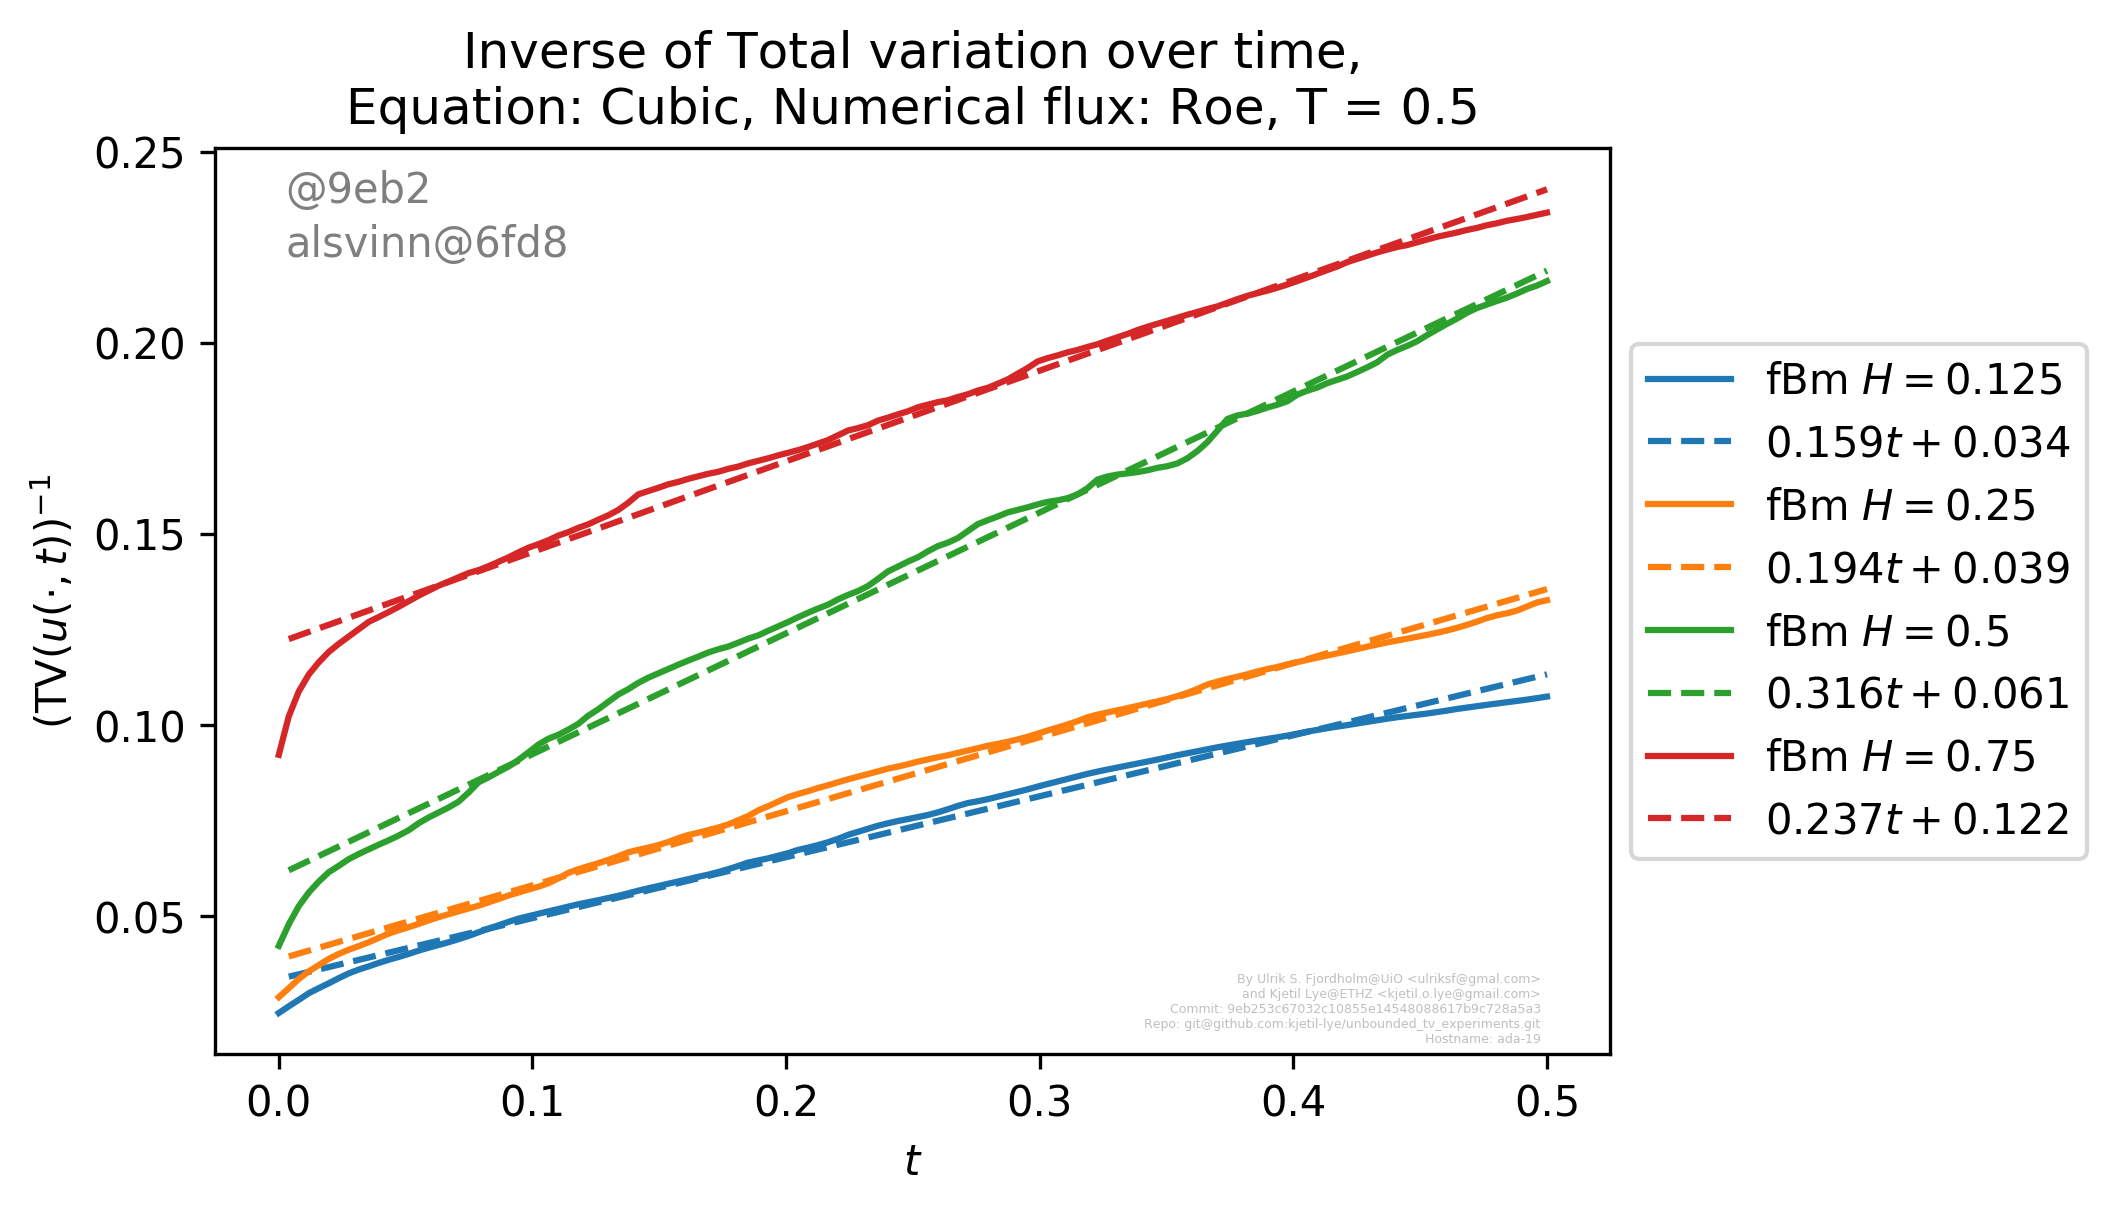 Inverse of Total variation over time,
Equation: Cubic, Numerical flux: Roe, T = 0.5
@9eb2
alsvinn@6fd8
0.25
0.20
0.15
0.10
0.05
(TV(u(·, t))⁻¹
0.0 0.1 0.2 0.3 0.4 0.5
t
fBm H = 0.125
0.159t + 0.034
fBm H = 0.25
0.194t + 0.039
fBm H = 0.5
0.316t + 0.061
fBm H = 0.75
0.237t + 0.122
By Ulrik S. Fjordholm@UiO <ulriksf@gmal.com>
and Kjetil Lye@ETHZ <kjetil.o.lye@gmail.com>
Commit: 9eb253c67032c10855e14548088617b9c728a5a3
Repo: git@github.com:kjetil-lye/unbounded_tv_experiments.git
Hostname: ada-19